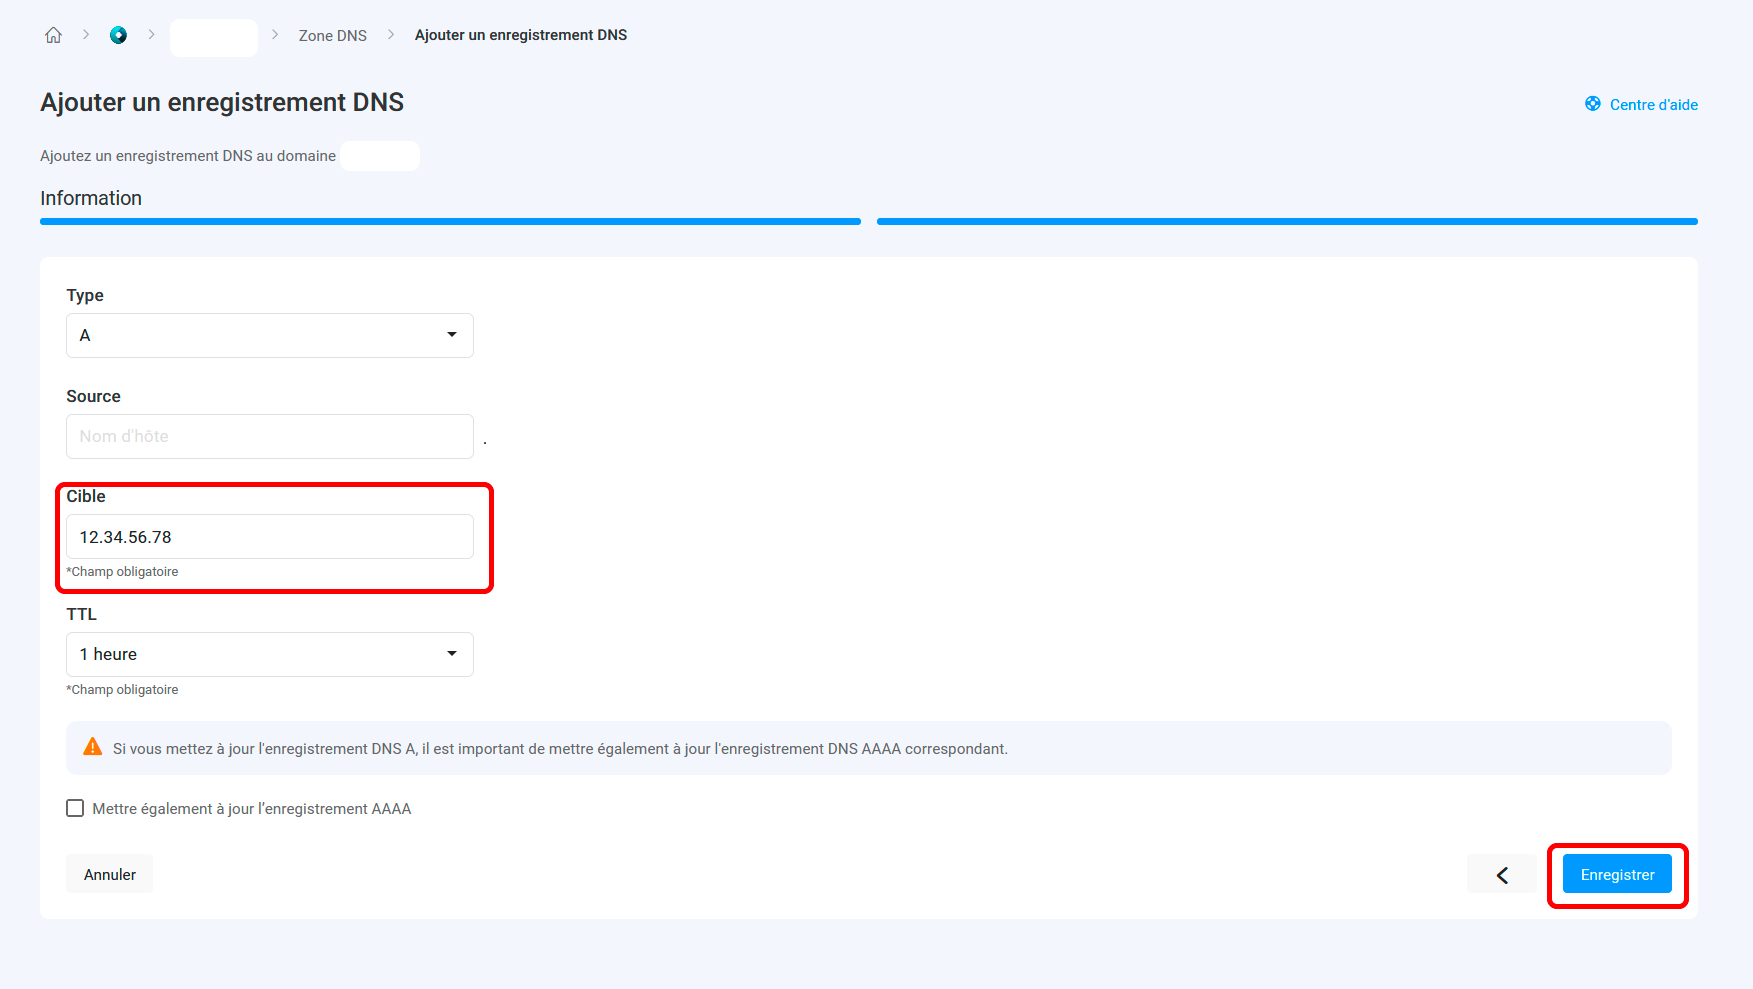 Zone DNS
Ajouter un enregistrement DNS
Ajouter un enregistrement DNS
Centre d'aide
Ajoutez un enregistrement DNS au domaine
Information
Type
A
Source
Nom d'hôte
.
Cible
12.34.56.78
*Champ obligatoire
TTL
1 heure
*Champ obligatoire
Si vous mettez à jour l'enregistrement DNS A, il est important de mettre également à jour l'enregistrement DNS AAAA correspondant.
Mettre également à jour l’enregistrement AAAA
Annuler
Enregistrer